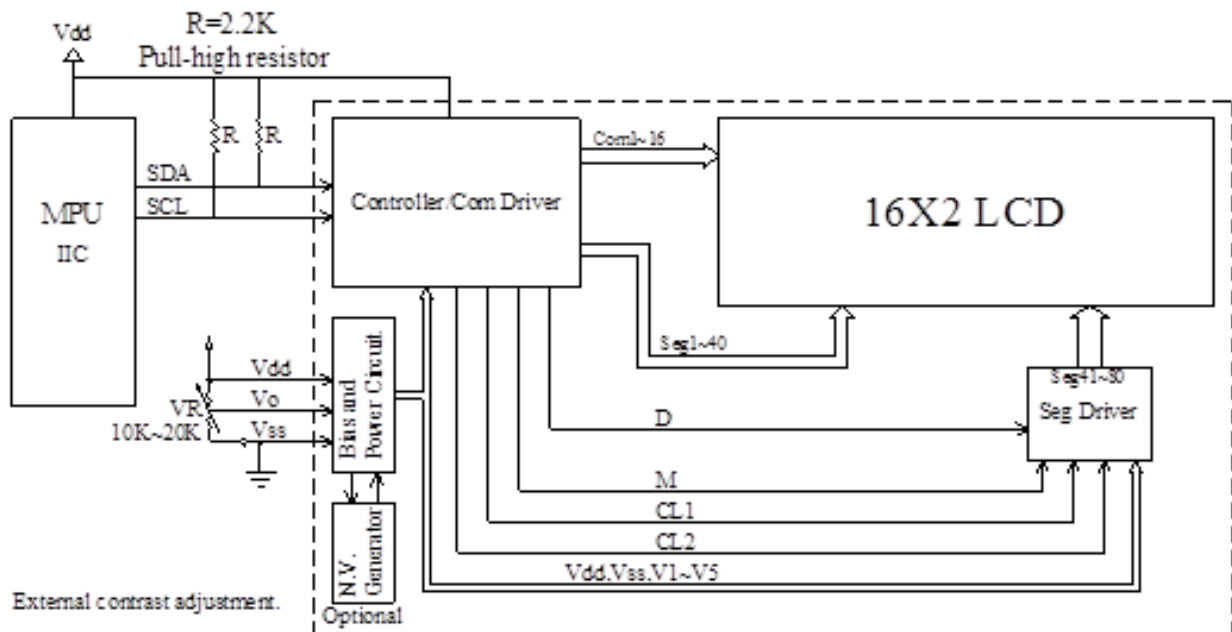 Vdd
R=2.2K
Pull-high resistor
R
R
SDA
SCL
MPU
IIC
Controller/Com Driver
Com1~16
16X2 LCD
Seg1~40
Seg41~80
Seg Driver
Vdd
Vo
Vss
VR
10K~20K
Bias and
Power Circuit
N.V.
Generator
Optional
D
M
CL1
CL2
Vdd,Vss,V1~V5
External contrast adjustment.